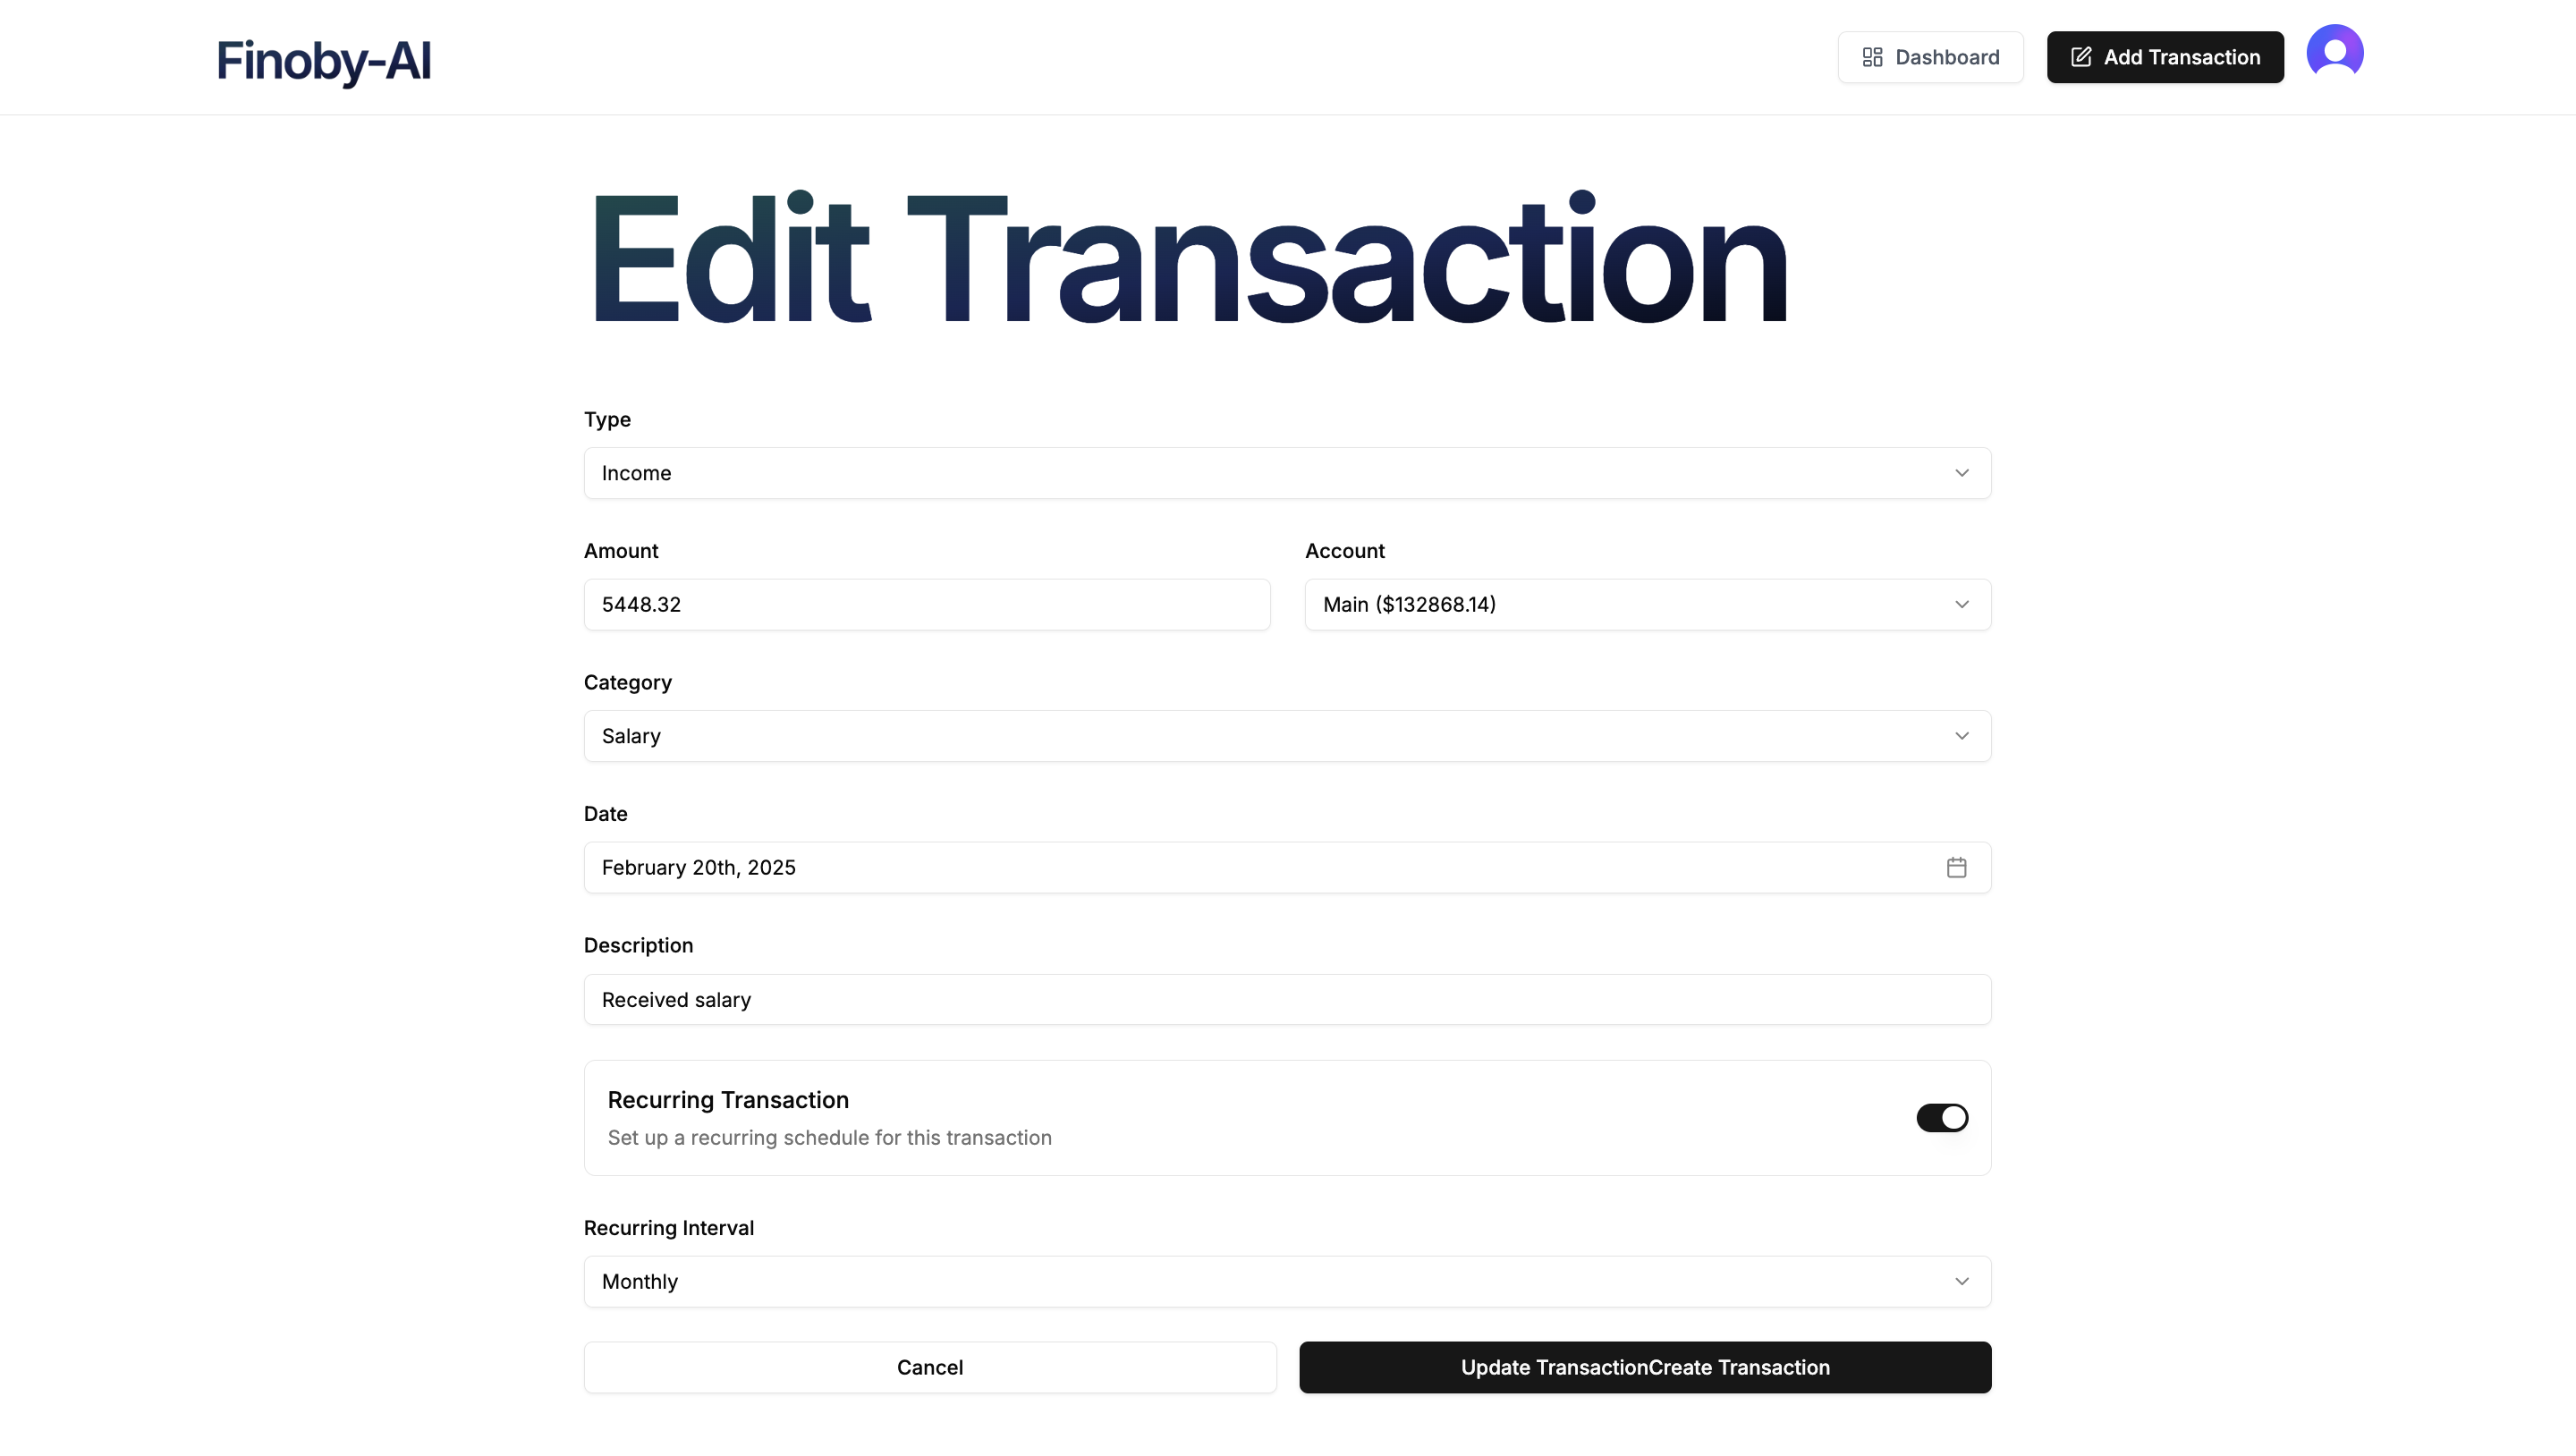 Finoby-AI
Dashboard
Add Transaction
Edit Transaction
Type
Income
Amount
Account
5448.32
Main ($132868.14)
Category
Salary
Date
February 20th, 2025
Description
Received salary
Recurring Transaction
Set up a recurring schedule for this transaction
Recurring Interval
Monthly
Cancel
Update TransactionCreate Transaction